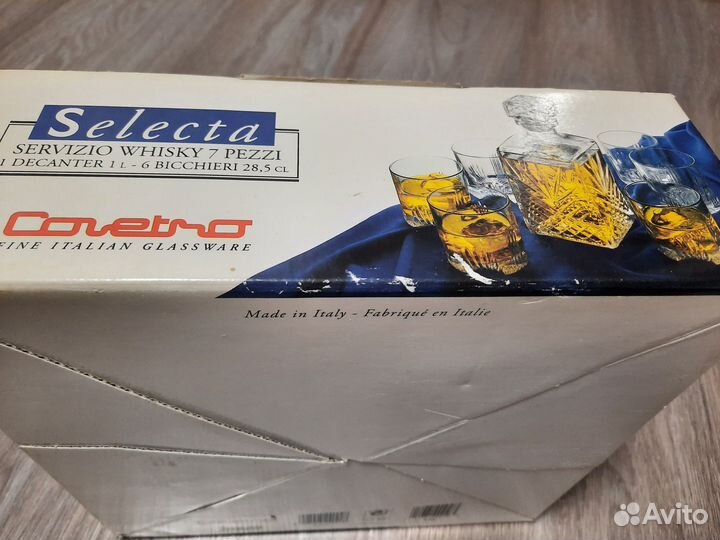 Selecta
SERVIZIO WHISKY 7 PEZZI
1 DECANTER 1 L - 6 BICCHIERI 28,5 CL
Covetro
FINE ITALIAN GLASSWARE
Made in Italy - Fabriqué en Italie
Avito